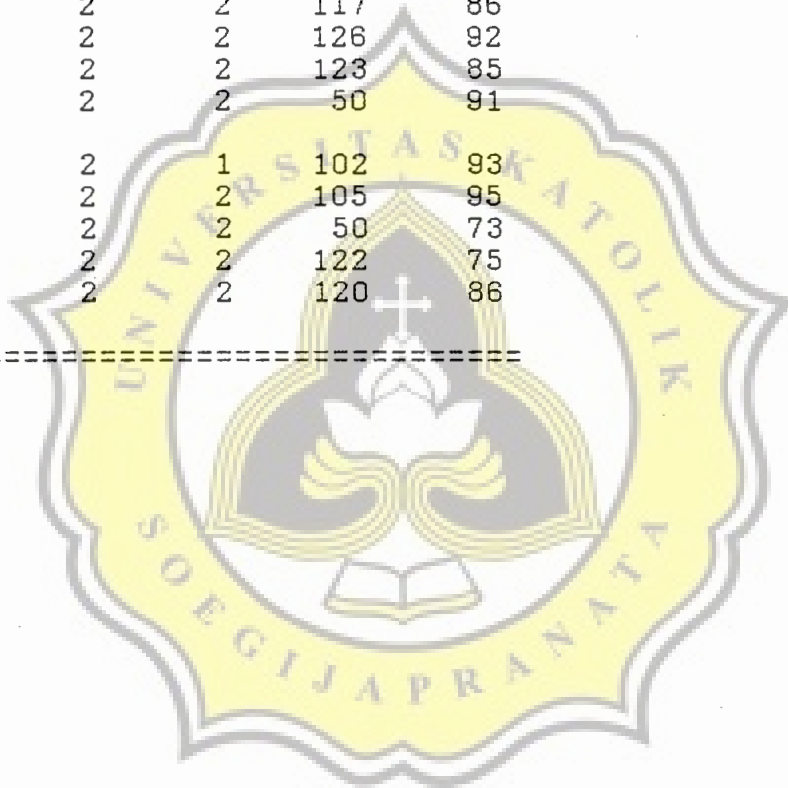 2 2 117 86
2 2 126 92
2 2 123 85
2 2 50 91
2 1 102 93
2 2 105 95
2 2 50 73
2 2 122 75
2 2 120 86
=================================
UNIVERSITAS KATOLIK
SOEGIJAPRANATA